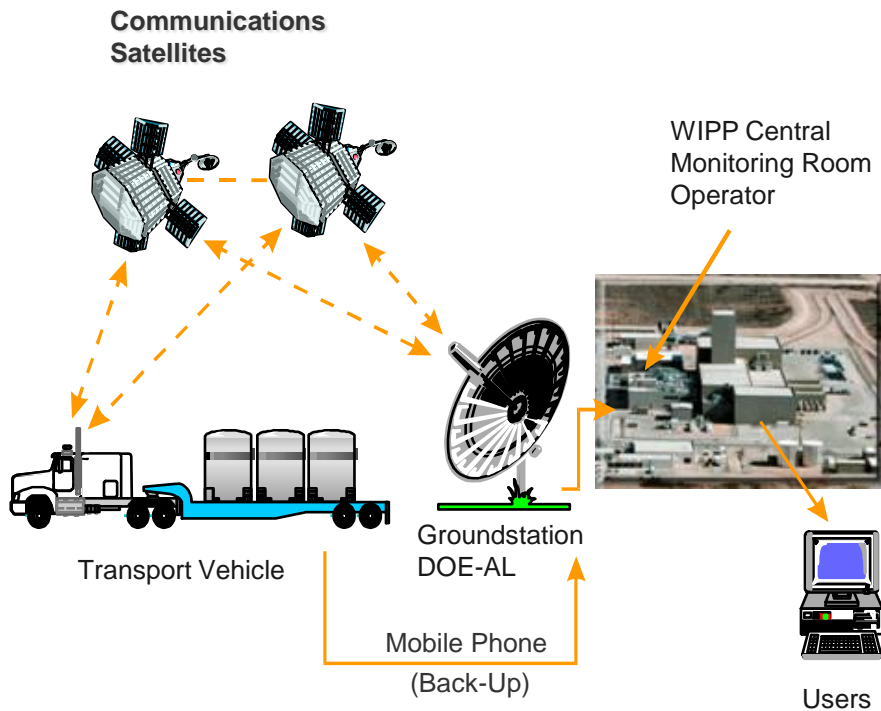 Communications
Satellites
WIPP Central
Monitoring Room
Operator
Transport Vehicle
Groundstation
DOE-AL
Mobile Phone
(Back-Up)
Users